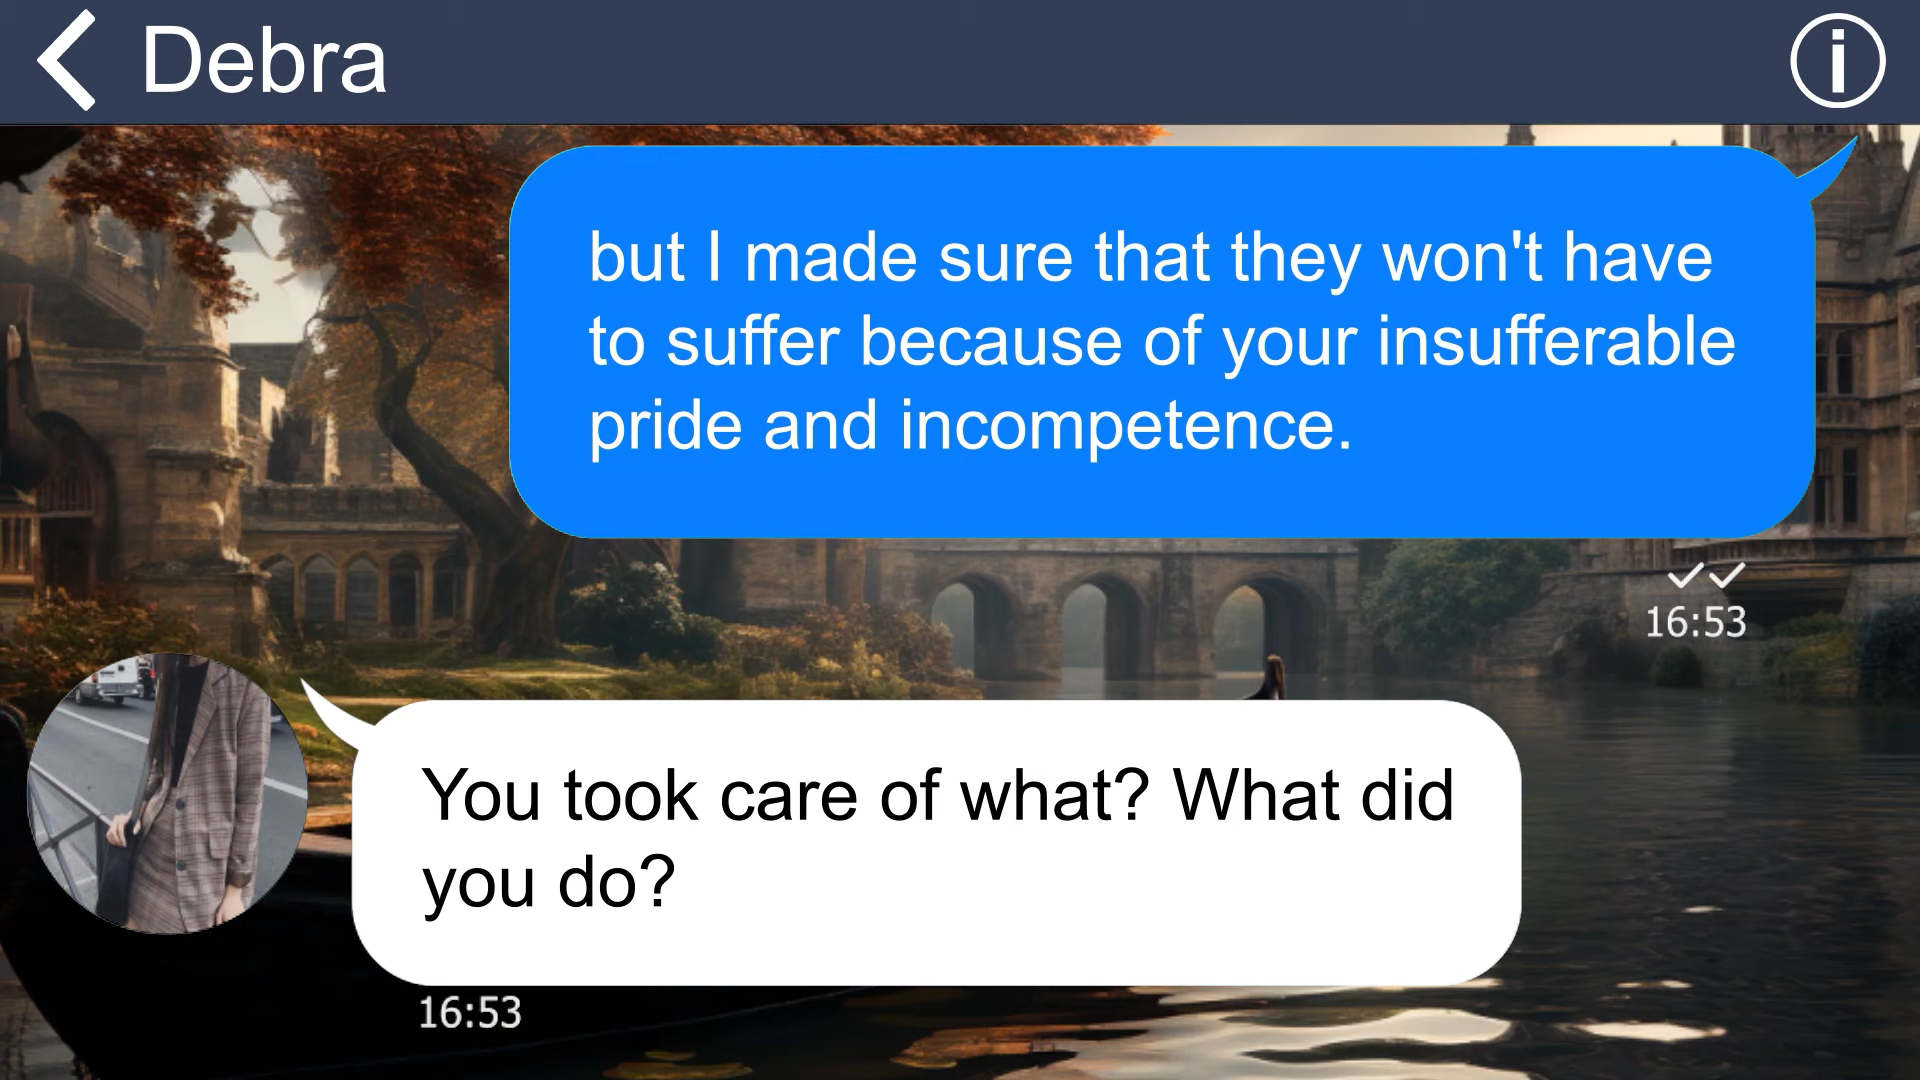 Debra
but I made sure that they won't have
to suffer because of your insufferable
pride and incompetence.
16:53
You took care of what? What did
you do?
16:53